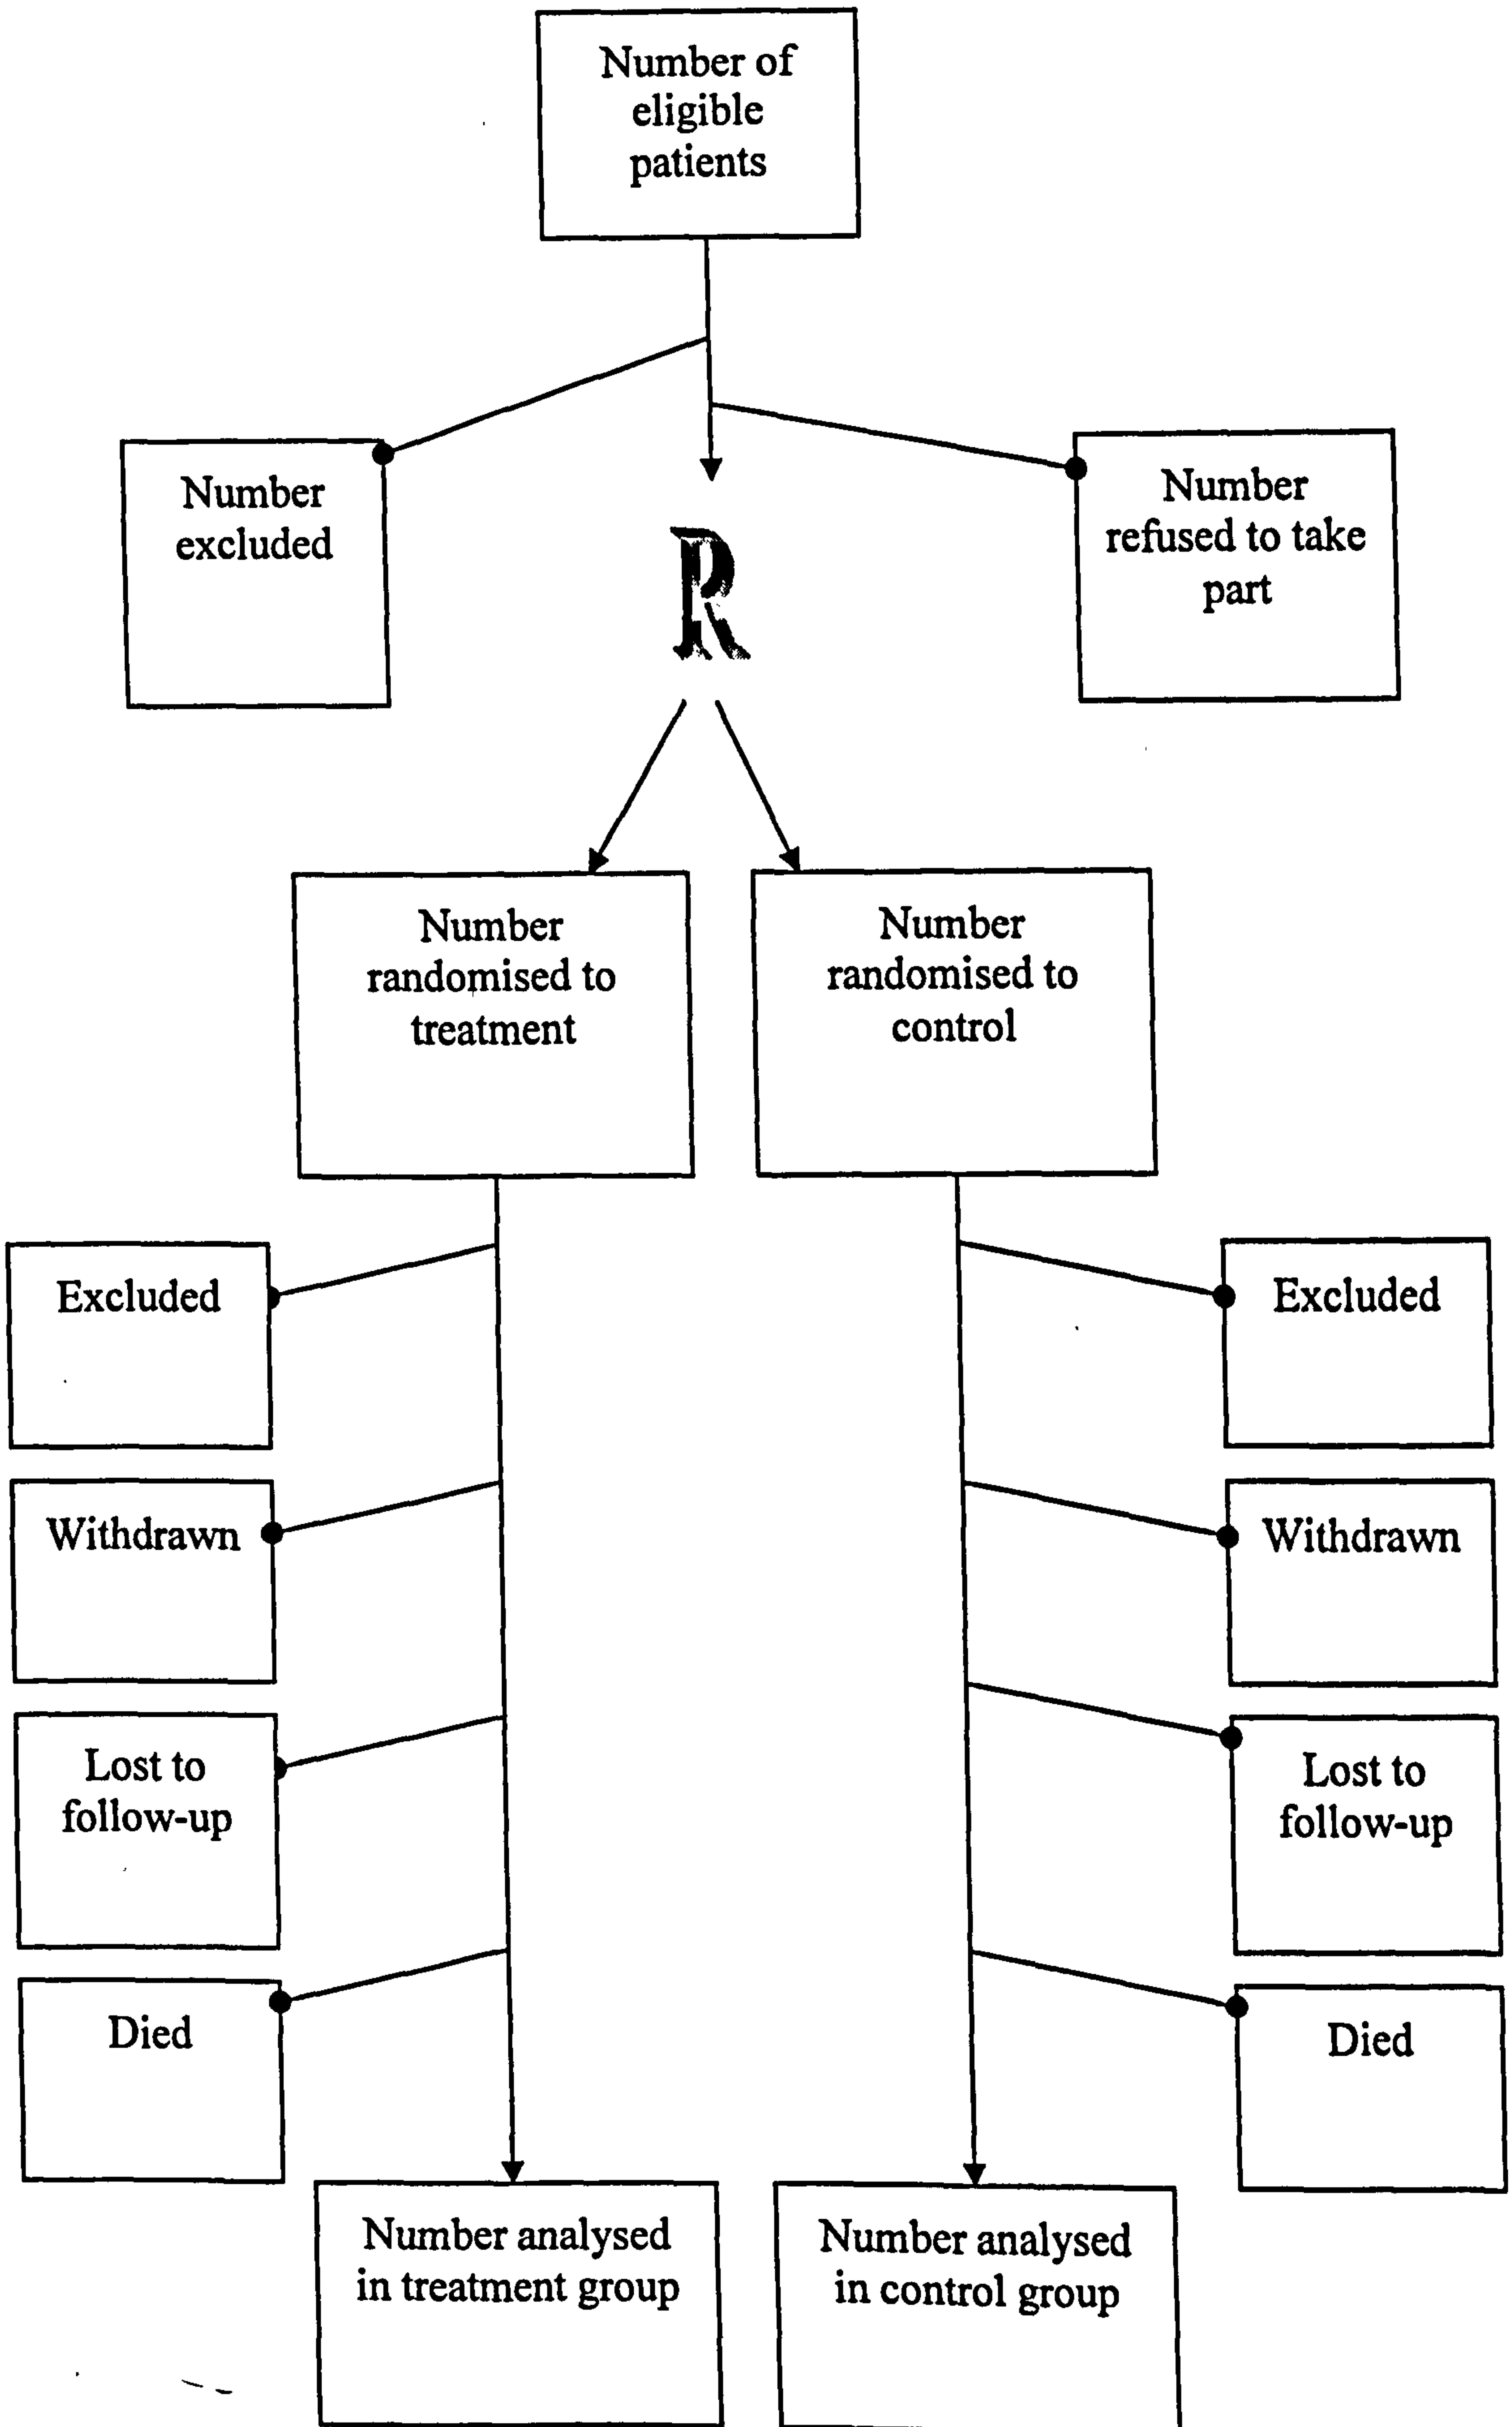 Number of
eligible
patients
Number
excluded
Number
refused to take
part
R
Number
randomised to
treatment
Number
randomised to
control
Excluded
Excluded
Withdrawn
Withdrawn
Lost to
follow-up
Lost to
follow-up
Died
Died
Number analysed
in treatment group
Number analysed
in control group